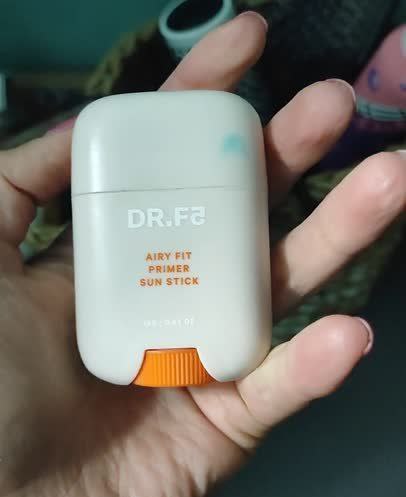 DR.F5
AIRY FIT
PRIMER
SUN STICK